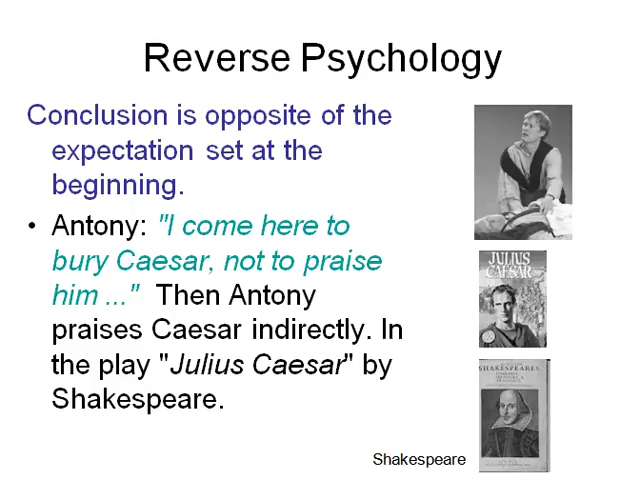 Reverse Psychology
Conclusion is opposite of the
expectation set at the
beginning.
• Antony: "I come here to
bury Caesar, not to praise
him ..." Then Antony
praises Caesar indirectly. In
the play "Julius Caesar" by
Shakespeare.
JULIUS
CAESAR
SHAKESPEARES
Shakespeare